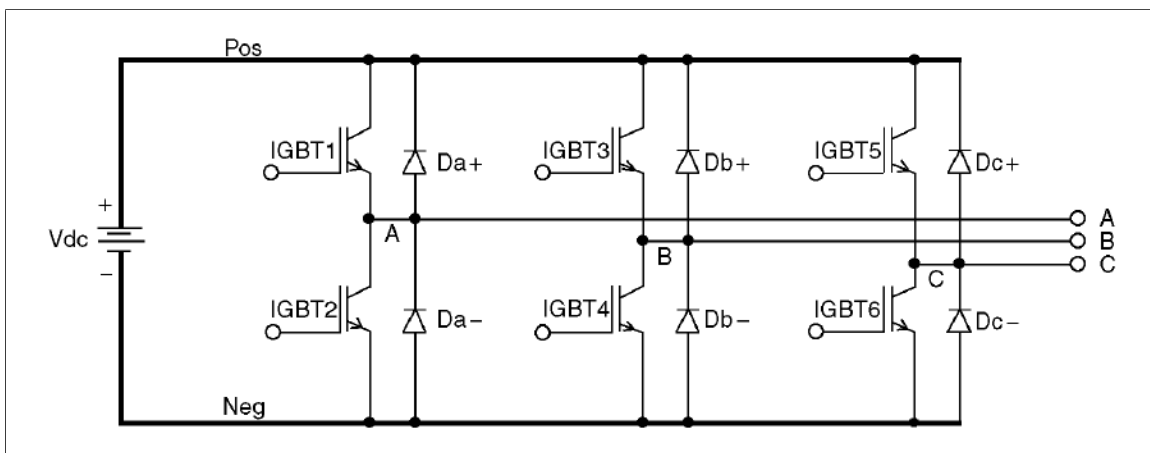 Pos
IGBT1 Da+ IGBT3 Db+ IGBT5 Dc+
+
Vdc
−
A A
B B
C C
IGBT2 Da− IGBT4 Db− IGBT6 Dc−
Neg